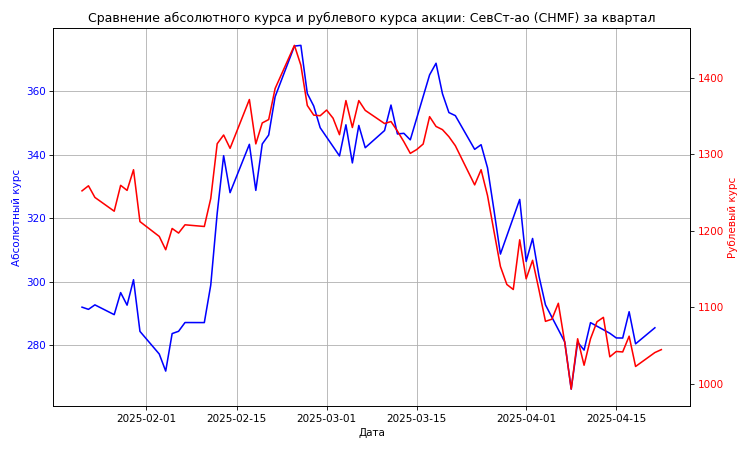 Сравнение абсолютного курса и рублевого курса акции: СевСт-ао (CHMF) за квартал
Абсолютный курс
360
340
320
300
280
1400
1300
1200
1100
1000
Рублевый курс
2025-02-01 2025-02-15 2025-03-01 2025-03-15 2025-04-01 2025-04-15
Дата